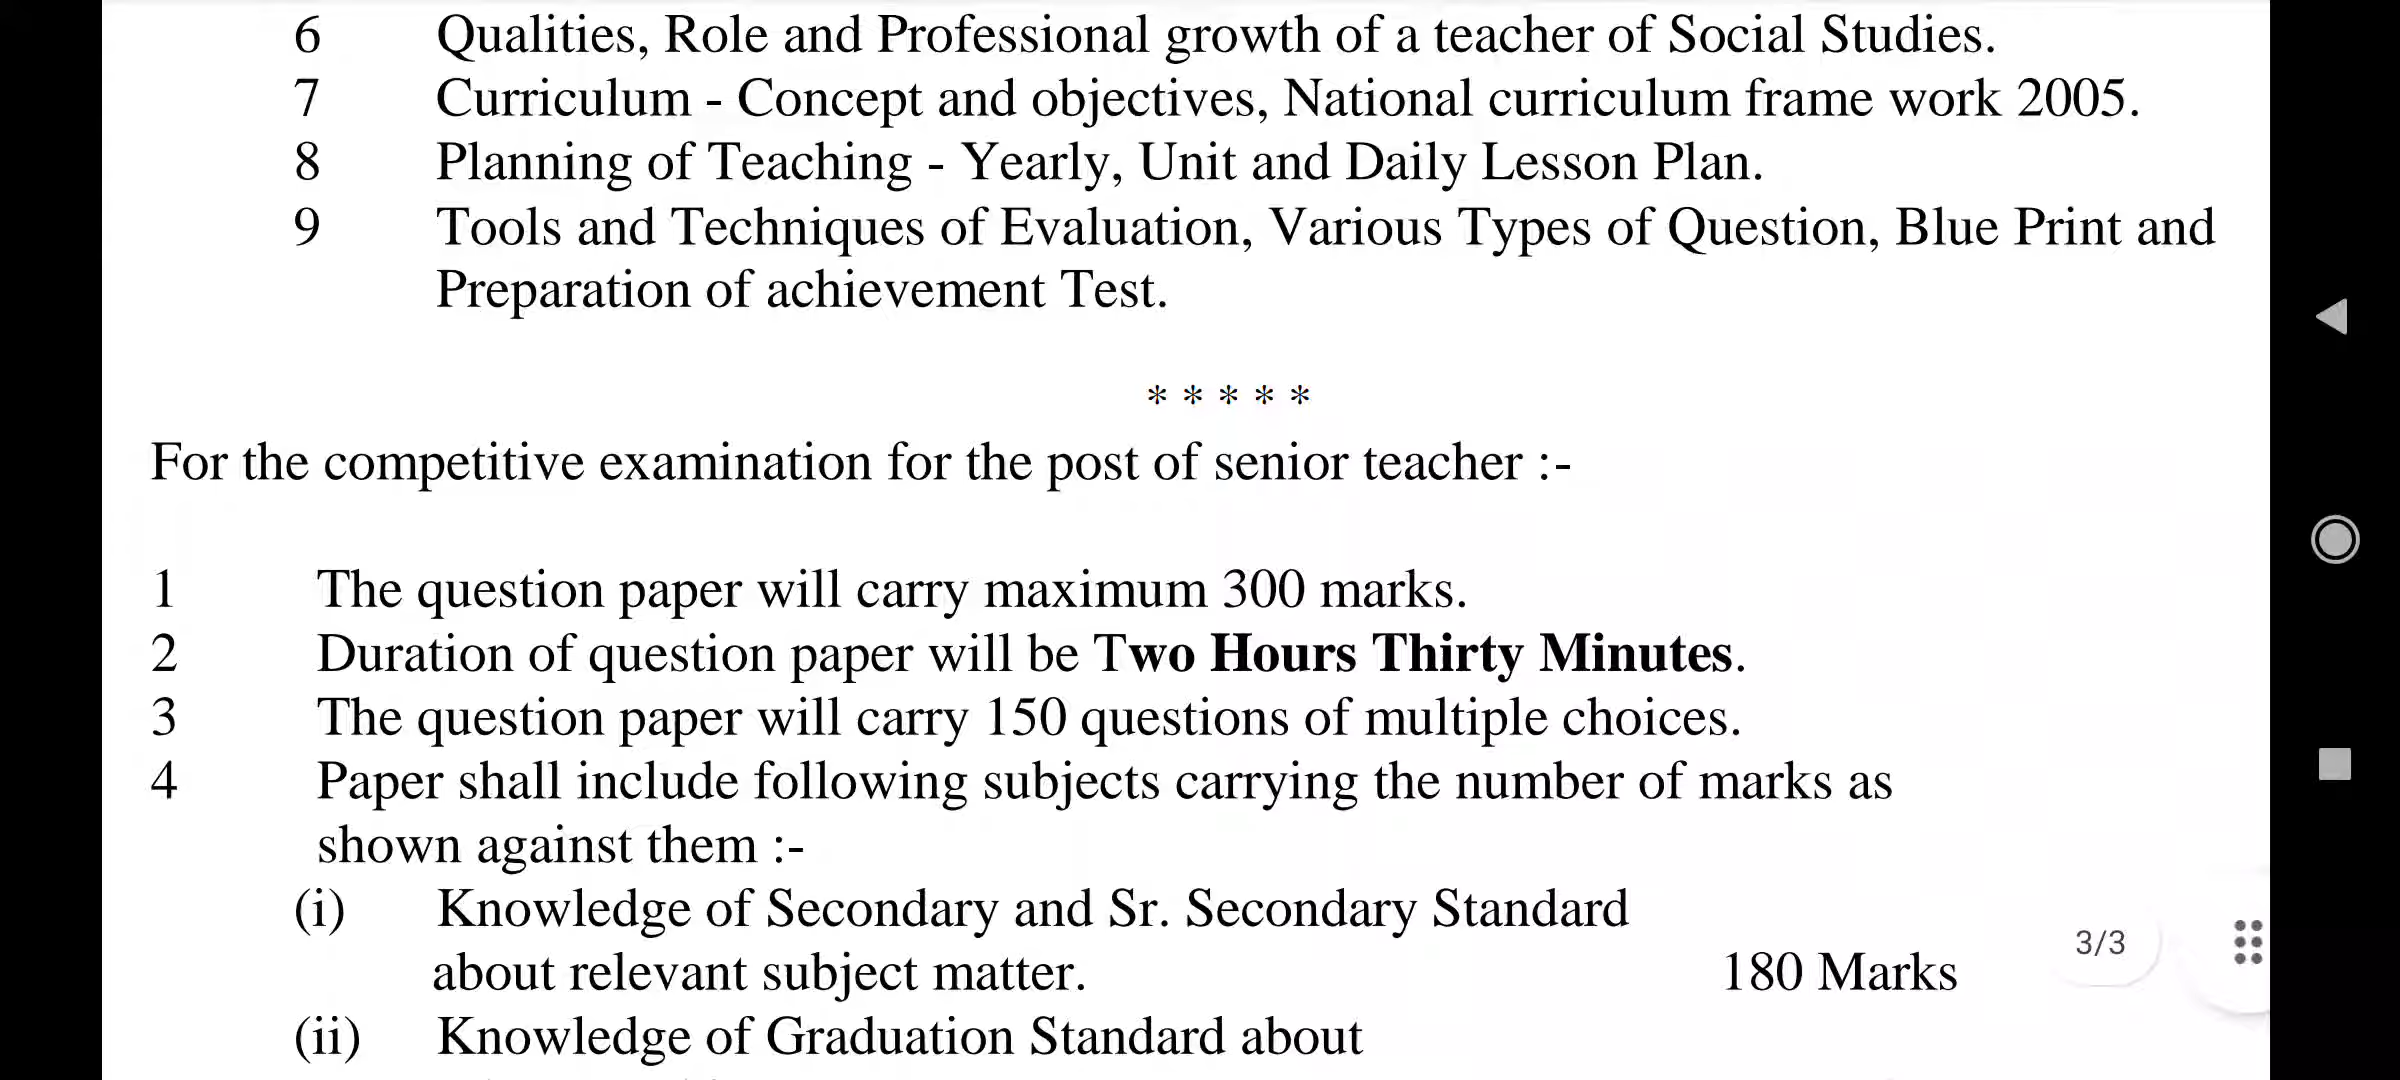 6 Qualities, Role and Professional growth of a teacher of Social Studies.
7 Curriculum - Concept and objectives, National curriculum frame work 2005.
8 Planning of Teaching - Yearly, Unit and Daily Lesson Plan.
9 Tools and Techniques of Evaluation, Various Types of Question, Blue Print and
Preparation of achievement Test.
* * * * *
For the competitive examination for the post of senior teacher :-
1 The question paper will carry maximum 300 marks.
2 Duration of question paper will be Two Hours Thirty Minutes.
3 The question paper will carry 150 questions of multiple choices.
4 Paper shall include following subjects carrying the number of marks as
shown against them :-
(i) Knowledge of Secondary and Sr. Secondary Standard
about relevant subject matter. 180 Marks
3/3
(ii) Knowledge of Graduation Standard about